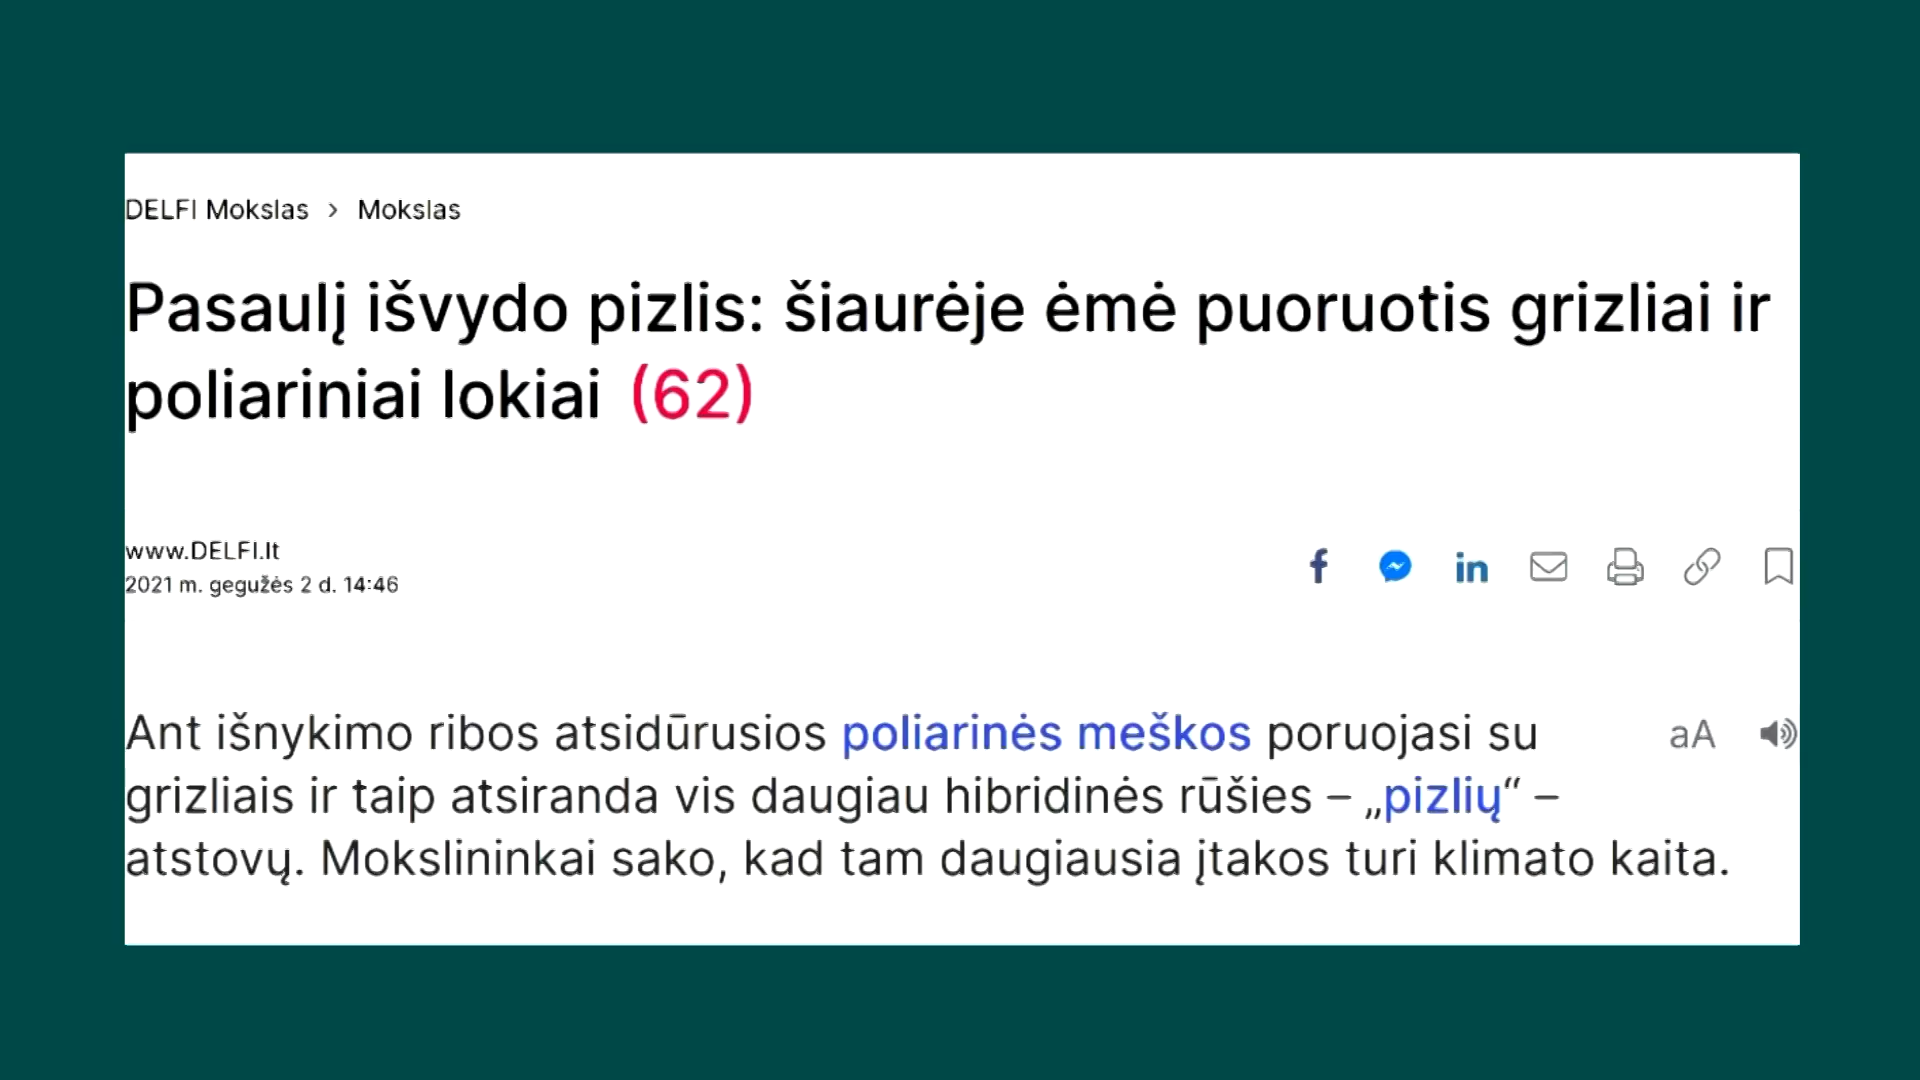 DELFI Mokslas › Mokslas
Pasaulį išvydo pizlis: šiaurėje ėmė puoruotis grizliai ir
poliariniai lokiai (62)
www.DELFI.lt
2021 m. gegužės 2 d. 14:46
Ant išnykimo ribos atsidūrusios poliarinės meškos poruojasi su
aA
grizliais ir taip atsiranda vis daugiau hibridinės rūšies – „pizlių“ –
atstovų. Mokslininkai sako, kad tam daugiausia įtakos turi klimato kaita.